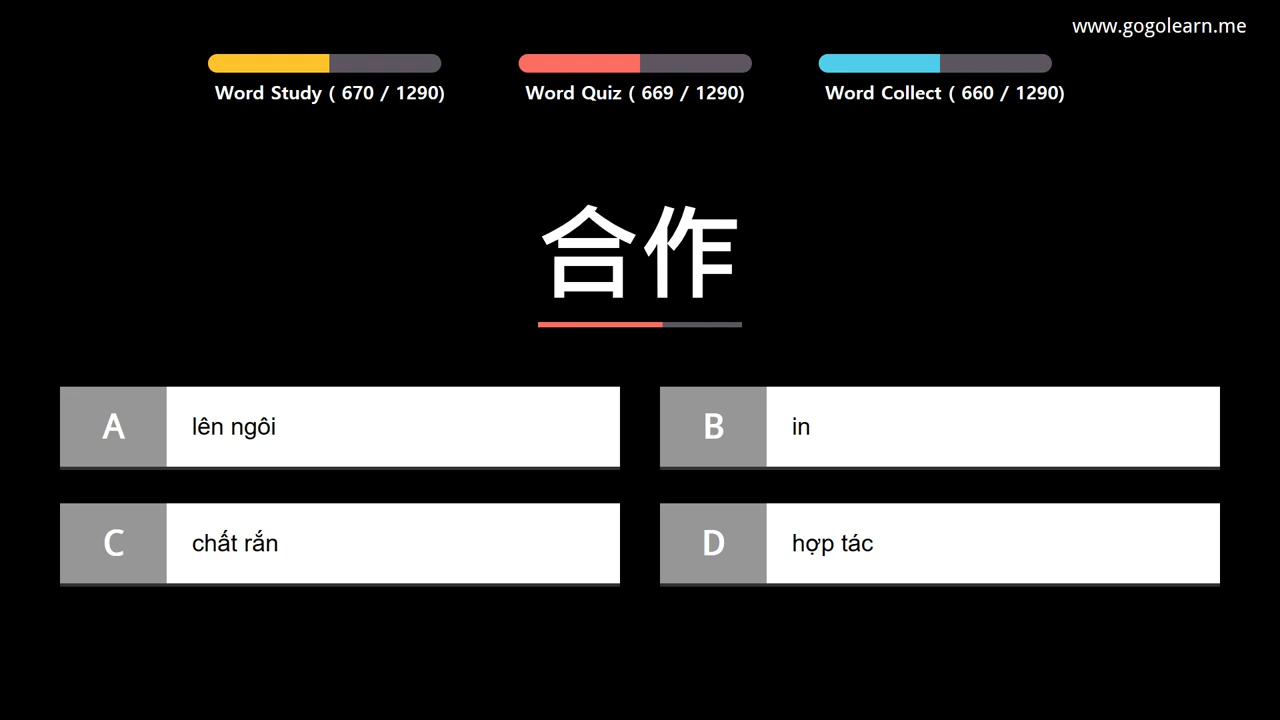 www.gogolearn.me
Word Study ( 670 / 1290)
Word Quiz ( 669 / 1290)
Word Collect ( 660 / 1290)
合作
A lên ngôi
B in
C chất rắn
D hợp tác